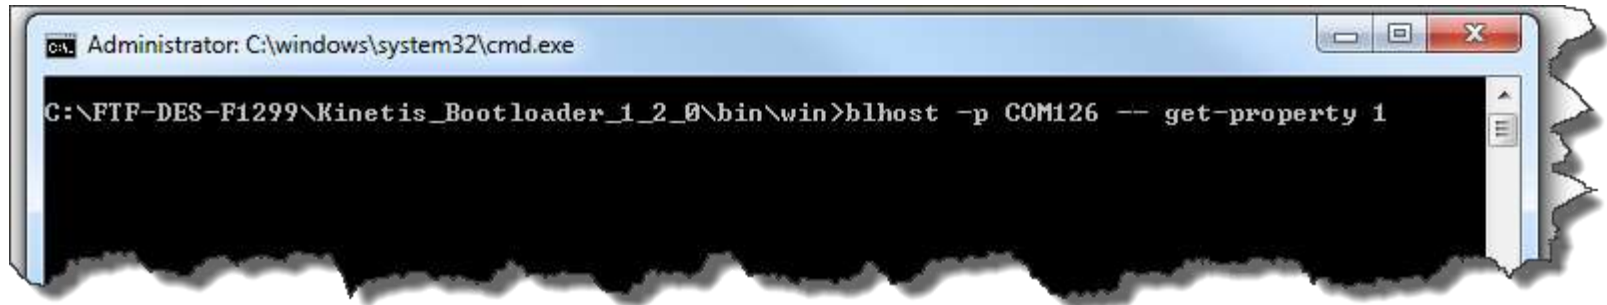 Administrator: C:\windows\system32\cmd.exe
C:\FTF-DES-F1299\Kinetis_Bootloader_1_2_0\bin\win>blhost -p COM126 -- get-property 1